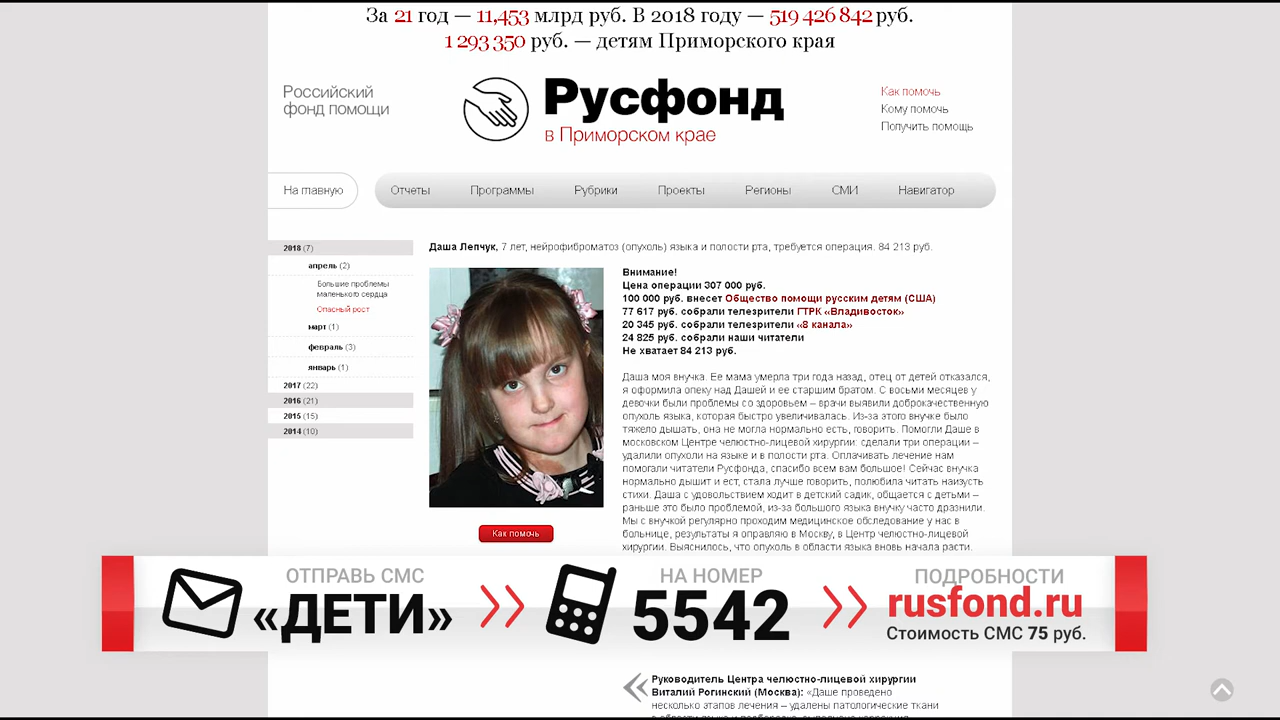 За 21 год — 11,453 млрд руб. В 2018 году — 519 426 842 руб.
1 293 350 руб. — детям Приморского края
Российский
фонд помощи
Русфонд
в Приморском крае
Как помочь
Кому помочь
Получить помощь
На главную
Отчеты
Программы
Рубрики
Проекты
Регионы
СМИ
Навигатор
2018 (7)
апрель (2)
Большие проблемы
маленького сердца
Опасный рост
март (1)
февраль (3)
январь (1)
2017 (22)
2016 (21)
2015 (15)
2014 (10)
Даша Лепчук, 7 лет, нейрофиброматоз (опухоль) языка и полости рта, требуется операция. 84 213 руб.
Внимание!
Цена операции 307 000 руб.
100 000 руб. внесет Общество помощи русским детям (США)
77 617 руб. собрали телезрители ГТРК «Владивосток»
20 345 руб. собрали телезрители «8 канала»
24 825 руб. собрали наши читатели
Не хватает 84 213 руб.
Даша моя внучка. Ее мама умерла три года назад, отец от детей отказался,
я оформила опеку над Дашей и ее старшим братом. С восьми месяцев у
девочки были проблемы со здоровьем – врачи выявили доброкачественную
опухоль языка, которая быстро увеличивалась. Из-за этого внучке было
тяжело дышать, она не могла нормально есть, говорить. Помогли Даше в
московском Центре челюстно-лицевой хирургии: сделали три операции –
удалили опухоли на языке и в полости рта. Оплачивать лечение нам
помогали читатели Русфонда, спасибо всем вам большое! Сейчас внучка
нормально дышит и ест, стала лучше говорить, полюбила читать наизусть
стихи. Даша с удовольствием ходит в детский садик, общается с детьми –
раньше это было проблемой, из-за большого языка внучку часто дразнили.
Мы с внучкой регулярно проходим медицинское обследование у нас в
больнице, результаты я оправляю в Москву, в Центр челюстно-лицевой
хирургии. Выяснилось, что опухоль в области языка вновь начала расти.
Как помочь
ОТПРАВЬ СМС
«ДЕТИ»
НА НОМЕР
5542
ПОДРОБНОСТИ
rusfond.ru
Стоимость СМС 75 руб.
Руководитель Центра челюстно-лицевой хирургии
Виталий Рогинский (Москва): «Даше проведено
несколько этапов лечения – удалены патологические ткани